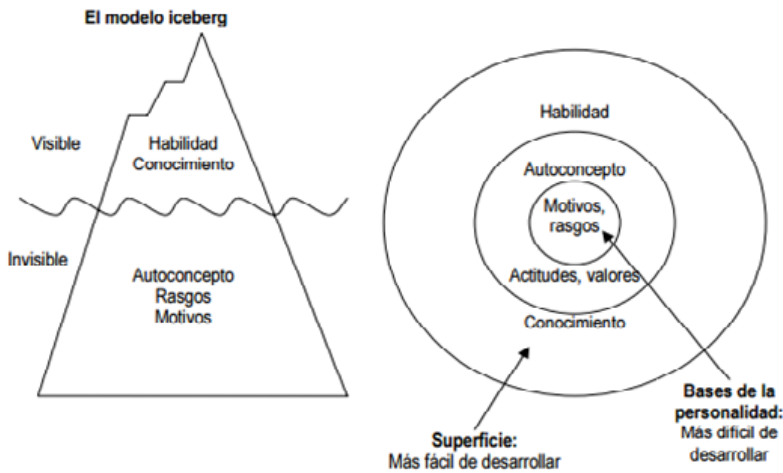 El modelo iceberg
Visible
Habilidad
Conocimiento
Invisible
Autoconcepto
Rasgos
Motivos
Habilidad
Autoconcepto
Motivos,
rasgos
Actitudes, valores
Conocimiento
Superficie:
Más fácil de desarrollar
Bases de la
personalidad:
Más difícil de
desarrollar